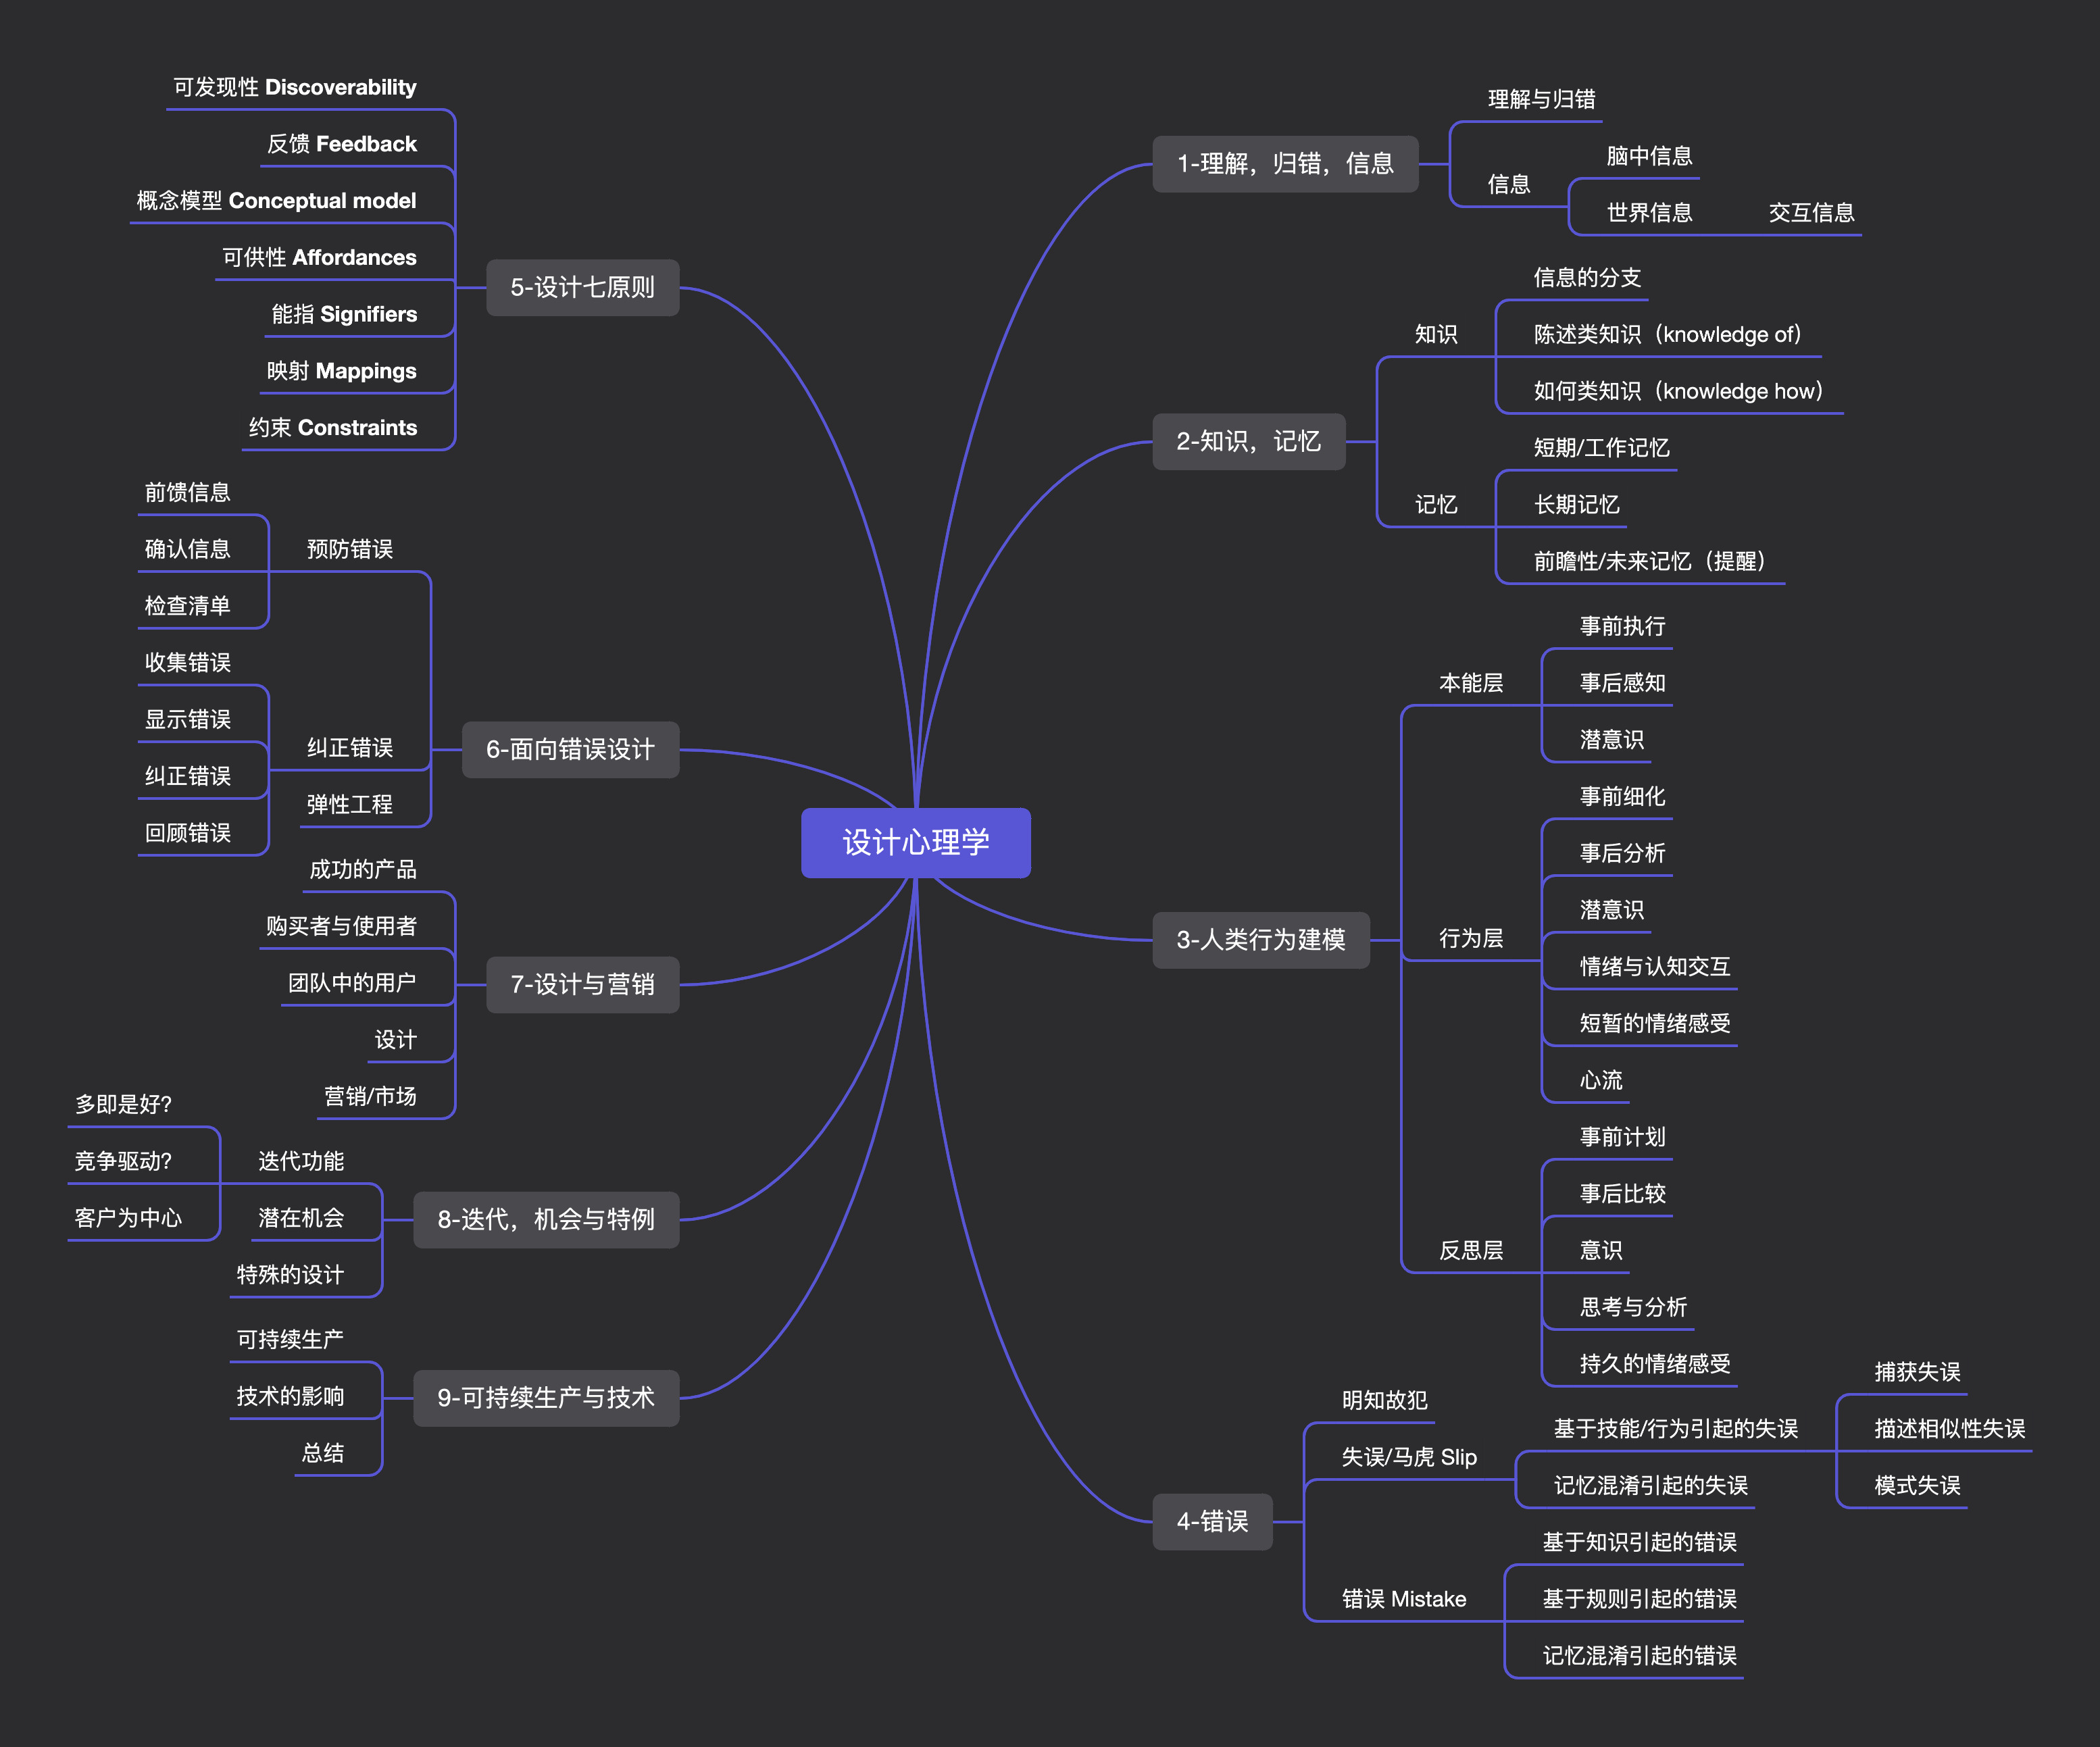 设计心理学
1-理解，归错，信息
理解与归错
信息
脑中信息
世界信息
交互信息
2-知识，记忆
知识
信息的分支
陈述类知识（knowledge of）
如何类知识（knowledge how）
记忆
短期/工作记忆
长期记忆
前瞻性/未来记忆（提醒）
3-人类行为建模
本能层
事前执行
事后感知
潜意识
行为层
事前细化
事后分析
潜意识
情绪与认知交互
短暂的情绪感受
心流
反思层
事前计划
事后比较
意识
思考与分析
持久的情绪感受
4-错误
明知故犯
失误/马虎 Slip
基于技能/行为引起的失误
捕获失误
描述相似性失误
模式失误
记忆混淆引起的失误
错误 Mistake
基于知识引起的错误
基于规则引起的错误
记忆混淆引起的错误
5-设计七原则
可发现性 Discoverability
反馈 Feedback
概念模型 Conceptual model
可供性 Affordances
能指 Signifiers
映射 Mappings
约束 Constraints
6-面向错误设计
预防错误
前馈信息
确认信息
检查清单
纠正错误
收集错误
显示错误
纠正错误
回顾错误
弹性工程
7-设计与营销
成功的产品
购买者与使用者
团队中的用户
设计
营销/市场
8-迭代，机会与特例
迭代功能
多即是好?
竞争驱动?
客户为中心
潜在机会
特殊的设计
9-可持续生产与技术
可持续生产
技术的影响
总结